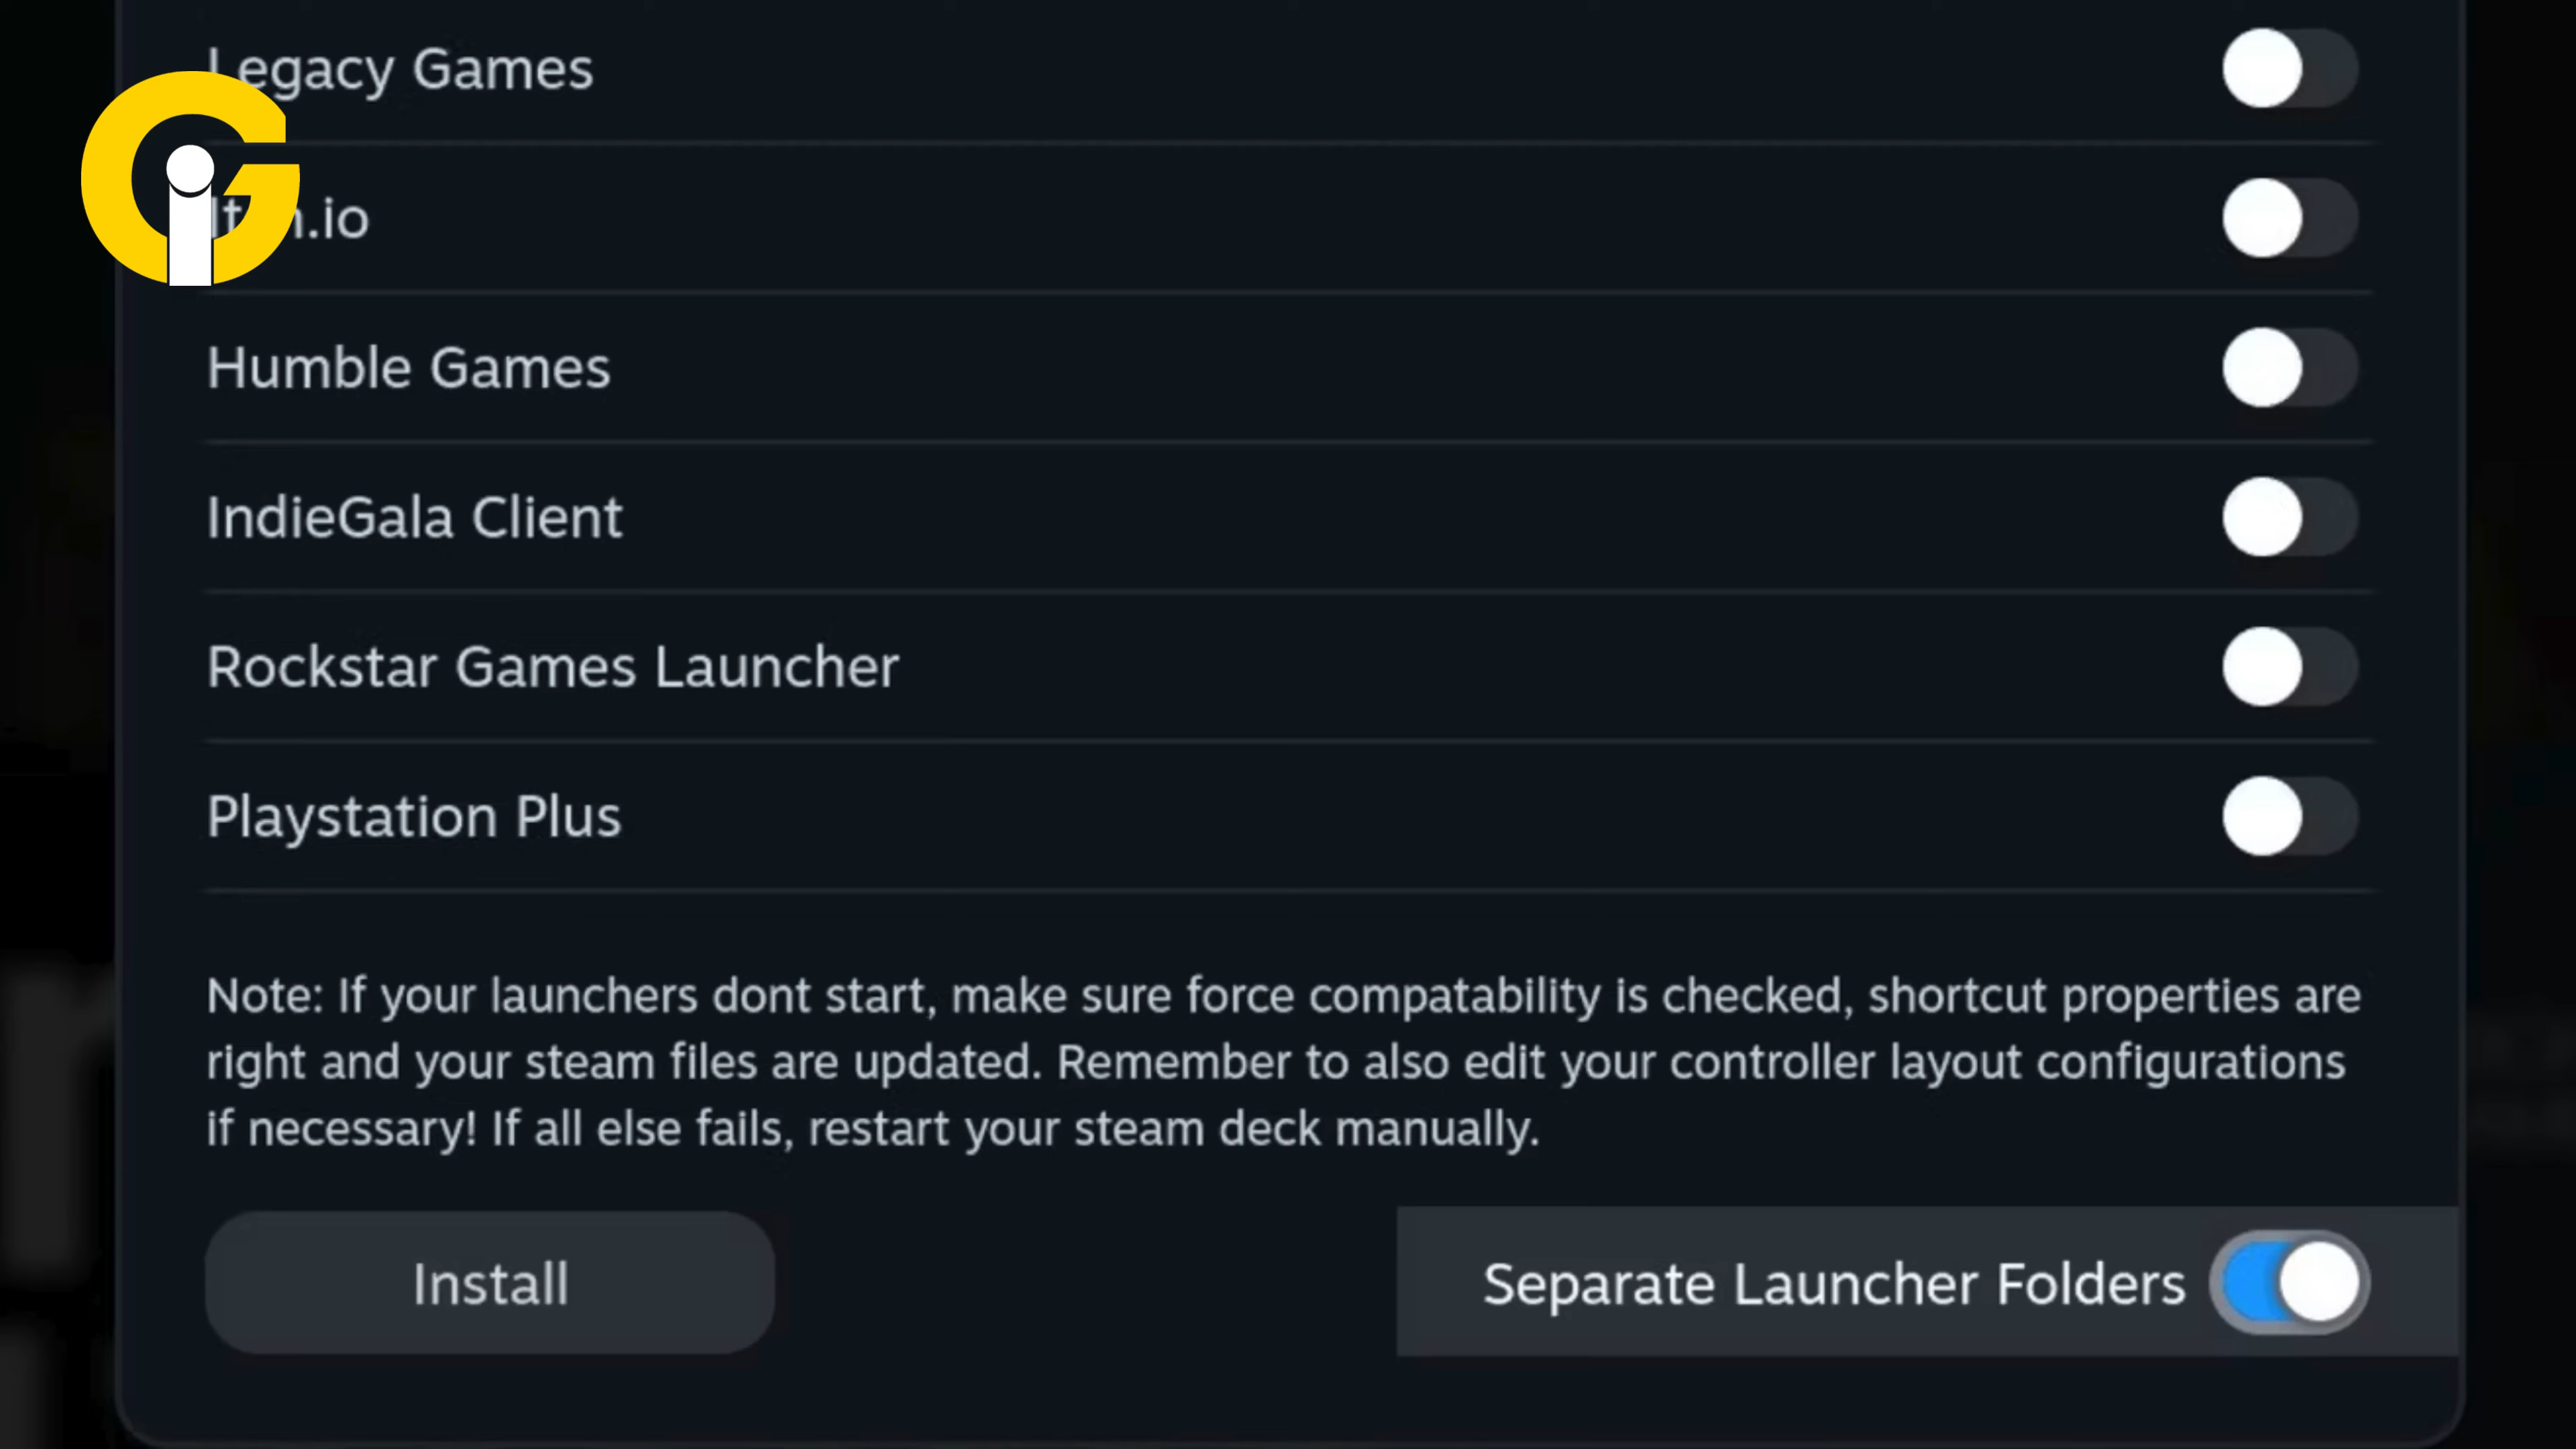 Legacy Games
Humble Games
IndieGala Client
Rockstar Games Launcher
Playstation Plus
Note: If your launchers dont start, make sure force compatability is checked, shortcut properties are
right and your steam files are updated. Remember to also edit your controller layout configurations
if necessary! If all else fails, restart your steam deck manually.
Install
Separate Launcher Folders